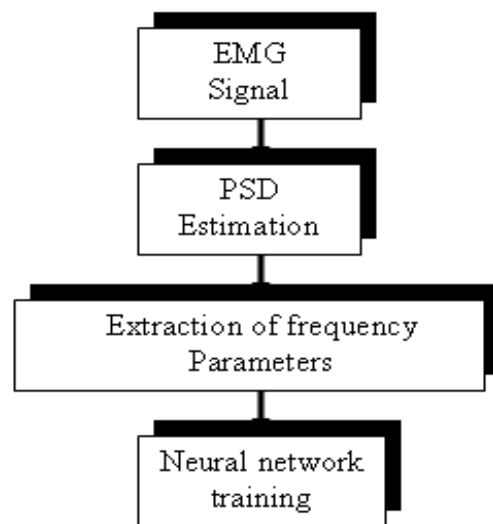 EMG
Signal
PSD
Estimation
Extraction of frequency
Parameters
Neural network
training